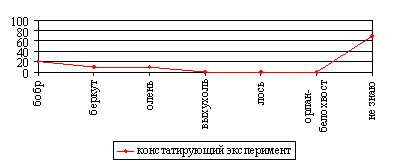 100
80
60
40
20
0
бобр
беркут
олень
выхухоль
лось
орлан-
белохвост
не знаю
констатирующий эксперимент